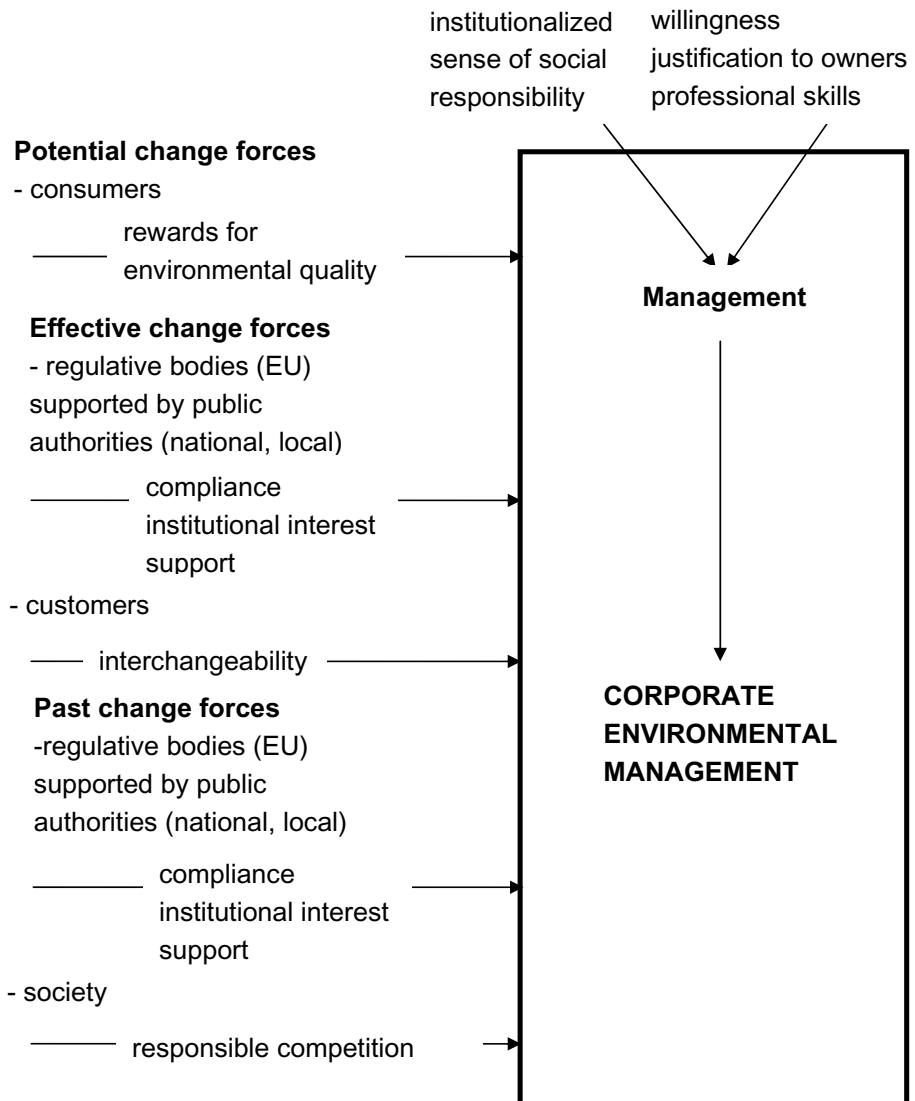 institutionalized
sense of social
responsibility
willingness
justification to owners
professional skills
Potential change forces
- consumers
rewards for
environmental quality
Management
Effective change forces
- regulative bodies (EU)
supported by public
authorities (national, local)
compliance
institutional interest
support
- customers
interchangeability
CORPORATE
ENVIRONMENTAL
MANAGEMENT
Past change forces
-regulative bodies (EU)
supported by public
authorities (national, local)
compliance
institutional interest
support
- society
responsible competition